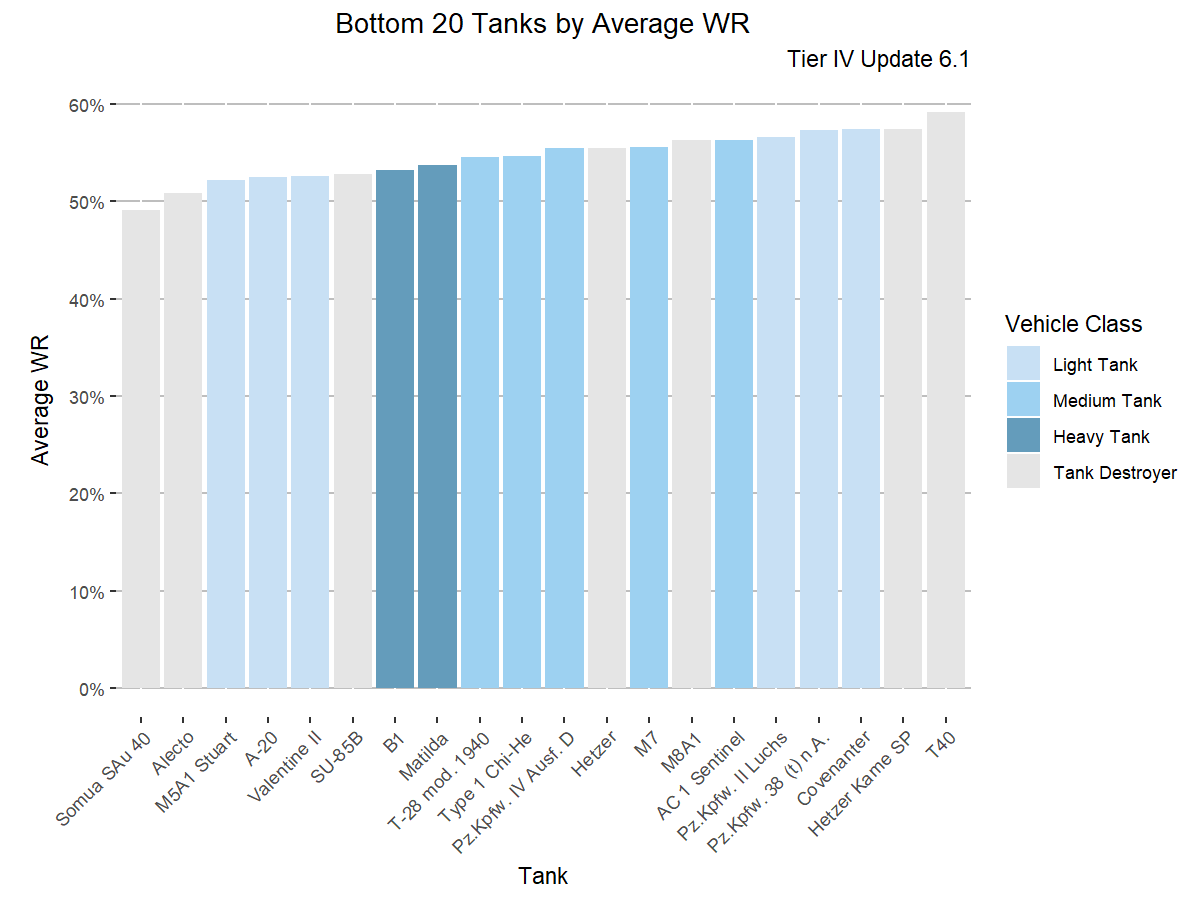 Bottom 20 Tanks by Average WR
Tier IV Update 6.1
60%
50%
40%
30%
20%
10%
0%
Average WR
Somua SAu 40
Alecto
M5A1 Stuart
A-20
Valentine II
SU-85B
B1
Matilda
T-28 mod. 1940
Type 1 Chi-He
Pz.Kpfw. IV Ausf. D
Hetzer
M7
M8A1
AC 1 Sentinel
Pz.Kpfw. II Luchs
Pz.Kpfw. 38 (t) n A.
Covenanter
Hetzer Kame SP
T40
Tank
Vehicle Class
Light Tank
Medium Tank
Heavy Tank
Tank Destroyer